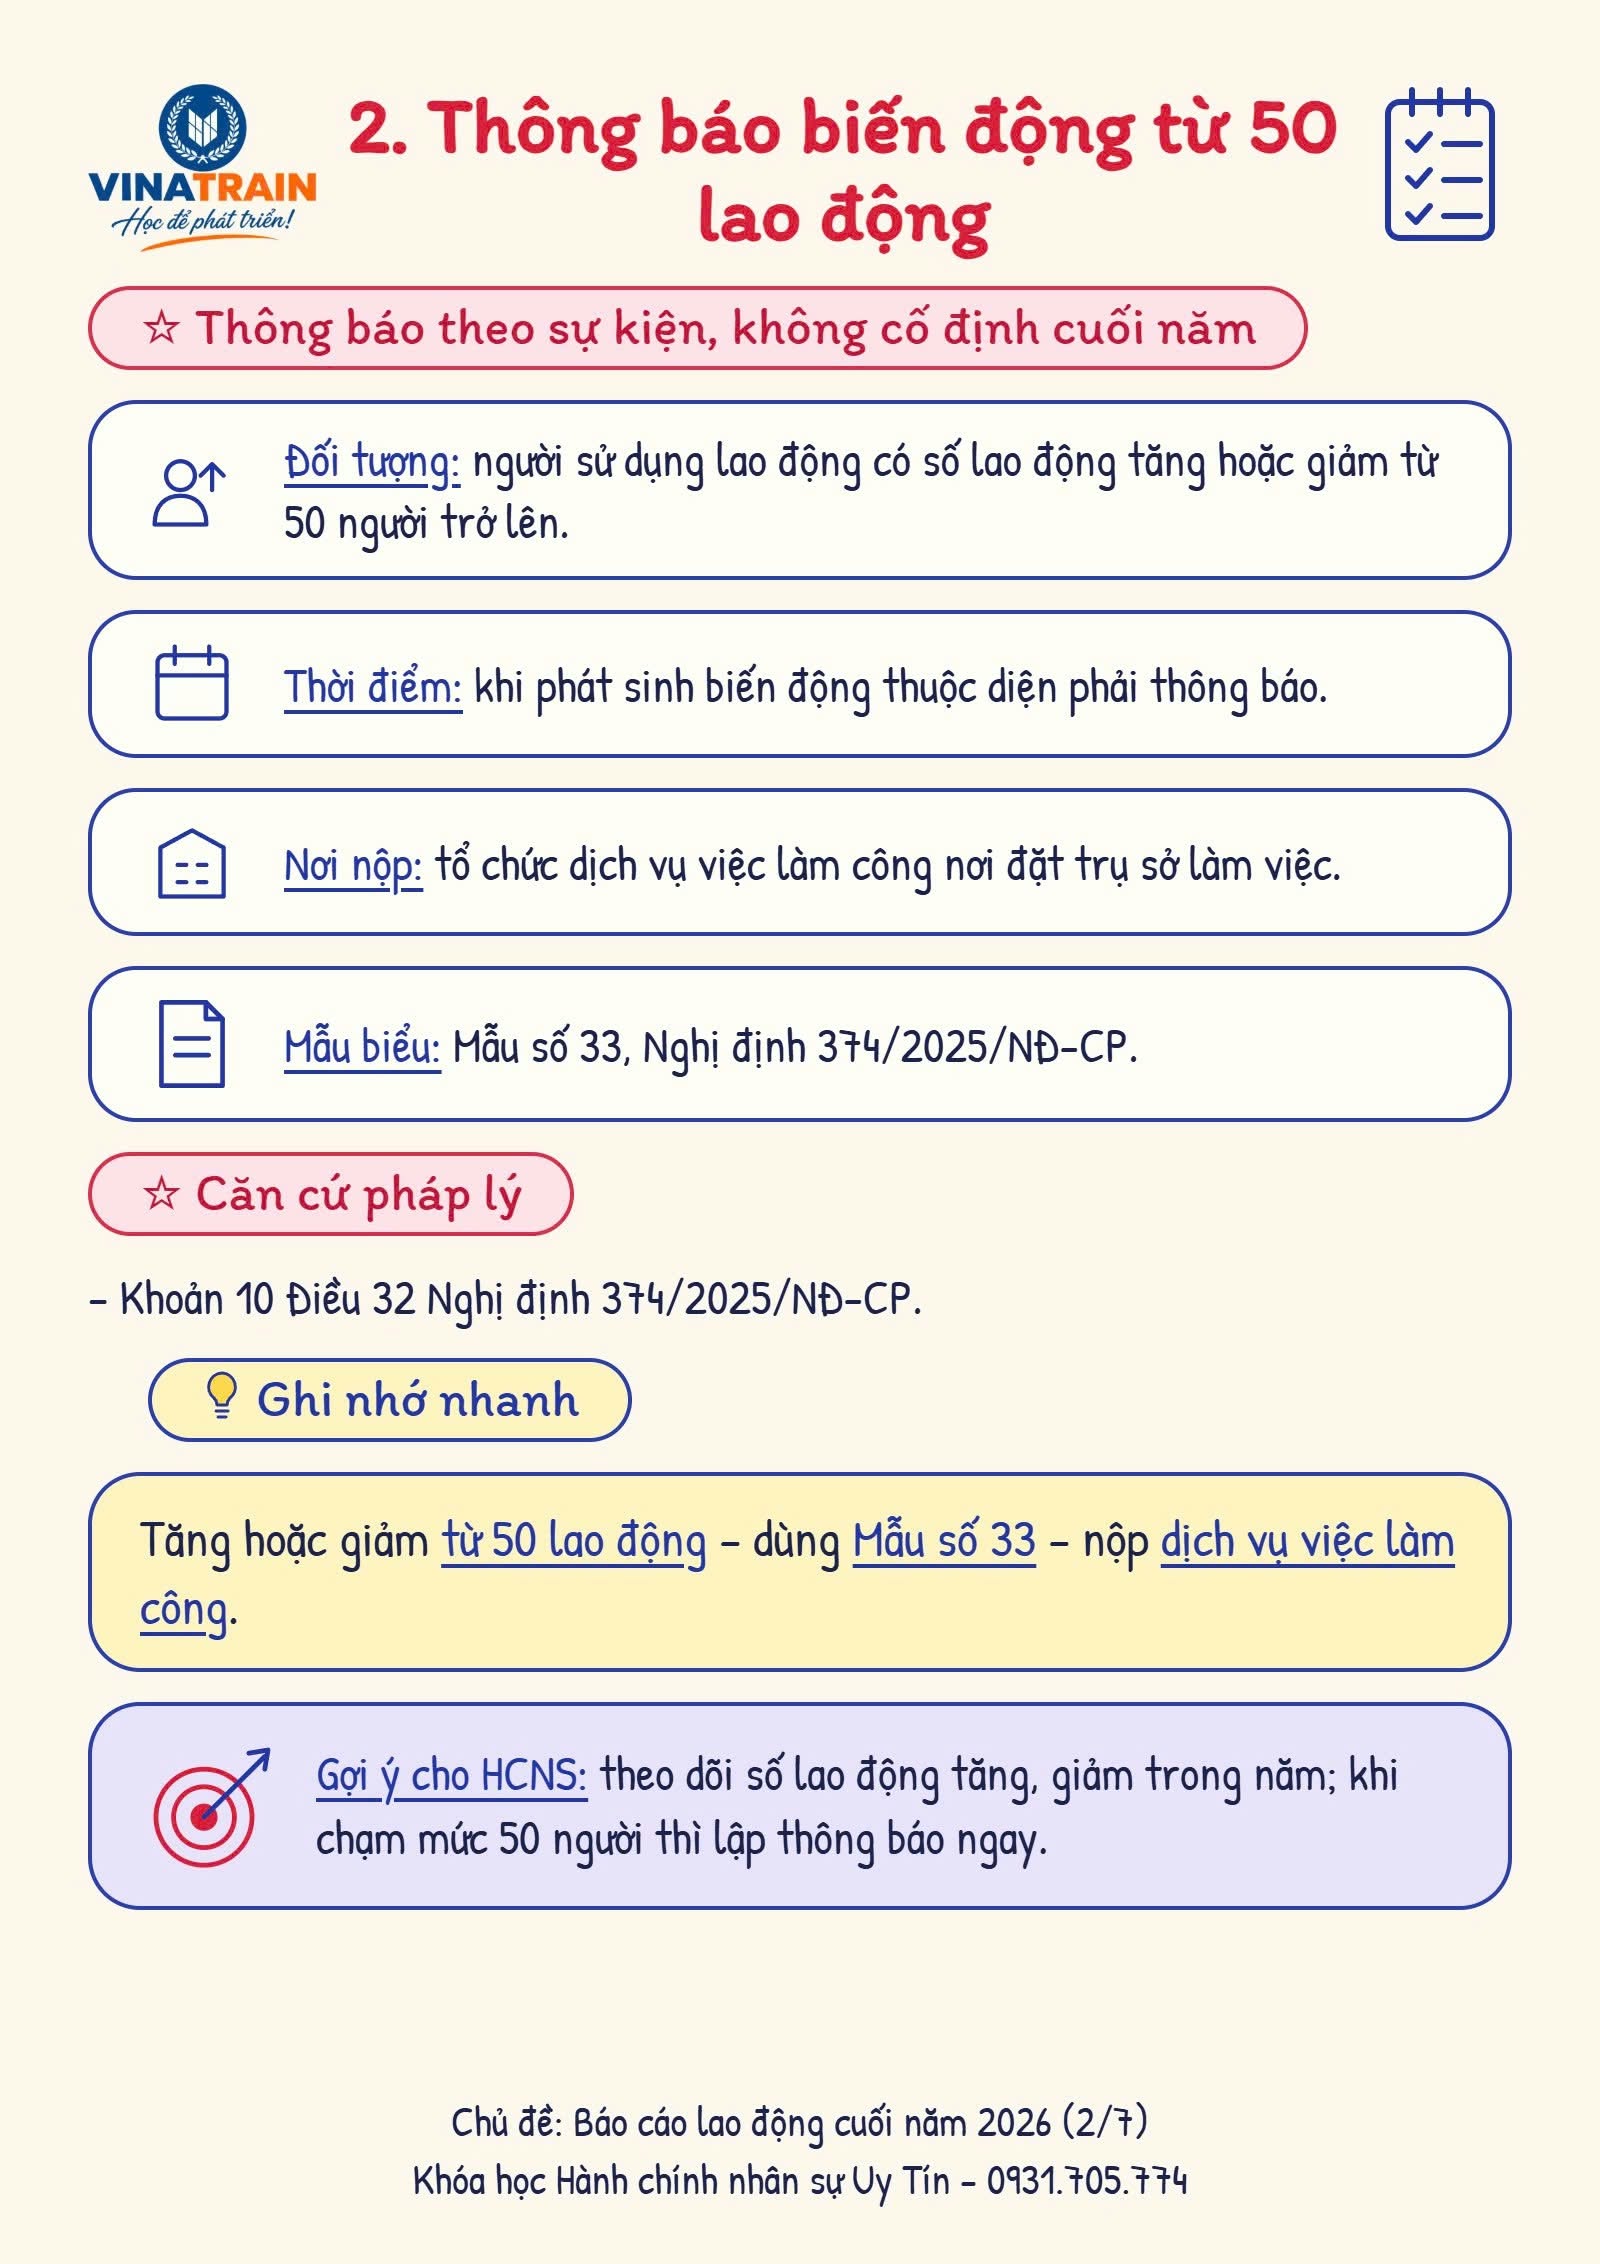 VINATRAIN
Học để phát triển!
2. Thông báo biến động từ 50
lao động
☆ Thông báo theo sự kiện, không cố định cuối năm
Đối tượng: người sử dụng lao động có số lao động tăng hoặc giảm từ
50 người trở lên.
Thời điểm: khi phát sinh biến động thuộc diện phải thông báo.
Nơi nộp: tổ chức dịch vụ việc làm công nơi đặt trụ sở làm việc.
Mẫu biểu: Mẫu số 33, Nghị định 374/2025/NĐ-CP.
☆ Căn cứ pháp lý
- Khoản 10 Điều 32 Nghị định 374/2025/NĐ-CP.
Ghi nhớ nhanh
Tăng hoặc giảm từ 50 lao động - dùng Mẫu số 33 - nộp dịch vụ việc làm
công.
Gợi ý cho HCNS: theo dõi số lao động tăng, giảm trong năm; khi
chạm mức 50 người thì lập thông báo ngay.
Chủ đề: Báo cáo lao động cuối năm 2026 (2/7)
Khóa học Hành chính nhân sự Uy Tín - 0931.705.774